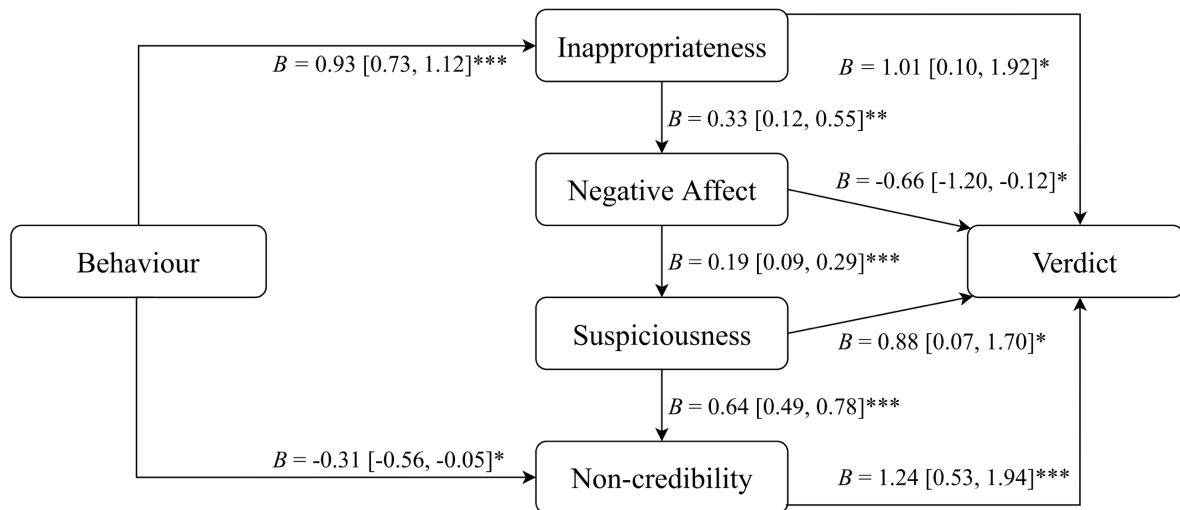 Inappropriateness
B = 0.93 [0.73, 1.12]***
B = 1.01 [0.10, 1.92]*
B = 0.33 [0.12, 0.55]**
Negative Affect
B = -0.66 [-1.20, -0.12]*
Behaviour
B = 0.19 [0.09, 0.29]***
Verdict
Suspiciousness
B = 0.88 [0.07, 1.70]*
B = 0.64 [0.49, 0.78]***
B = -0.31 [-0.56, -0.05]*
Non-credibility
B = 1.24 [0.53, 1.94]***